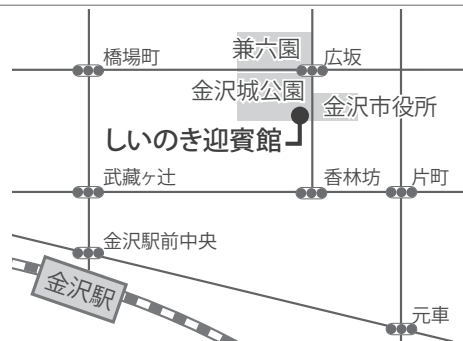 兼六園
橋場町
広坂
金沢城公園
金沢市役所
しいのき迎賓館
武蔵ヶ辻
香林坊
片町
金沢駅前中央
金沢駅
元車